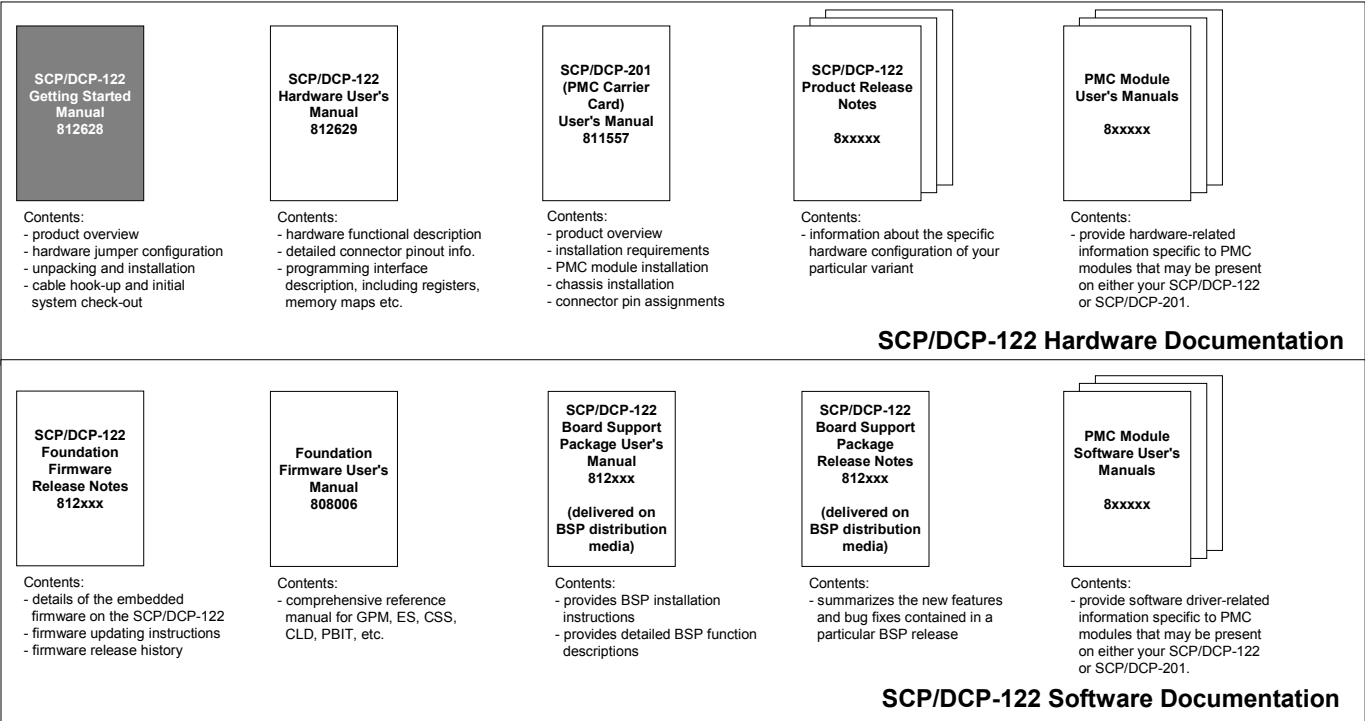 SCP/DCP-122
Getting Started
Manual
812628
Contents:
- product overview
- hardware jumper configuration
- unpacking and installation
- cable hook-up and initial
system check-out
SCP/DCP-122
Hardware User's
Manual
812629
Contents:
- hardware functional description
- detailed connector pinout info.
- programming interface
description, including registers,
memory maps etc.
SCP/DCP-201
(PMC Carrier
Card)
User's Manual
811557
Contents:
- product overview
- installation requirements
- PMC module installation
- chassis installation
- connector pin assignments
SCP/DCP-122
Product Release
Notes
8xxxxx
Contents:
- information about the specific
hardware configuration of your
particular variant
PMC Module
User's Manuals
8xxxxx
Contents:
- provide hardware-related
information specific to PMC
modules that may be present
on either your SCP/DCP-122
or SCP/DCP-201.
SCP/DCP-122 Hardware Documentation
SCP/DCP-122
Foundation
Firmware
Release Notes
812xxx
Contents:
- details of the embedded
firmware on the SCP/DCP-122
- firmware updating instructions
- firmware release history
Foundation
Firmware User's
Manual
808006
Contents:
- comprehensive reference
manual for GPM, ES, CSS,
CLD, PBIT, etc.
SCP/DCP-122
Board Support
Package User's
Manual
812xxx
(delivered on
BSP distribution
media)
Contents:
- provides BSP installation
instructions
- provides detailed BSP function
descriptions
SCP/DCP-122
Board Support
Package
Release Notes
812xxx
(delivered on
BSP distribution
media)
Contents:
- summarizes the new features
and bug fixes contained in a
particular BSP release
PMC Module
Software User's
Manuals
8xxxxx
Contents:
- provide software driver-related
information specific to PMC
modules that may be present
on either your SCP/DCP-122
or SCP/DCP-201.
SCP/DCP-122 Software Documentation